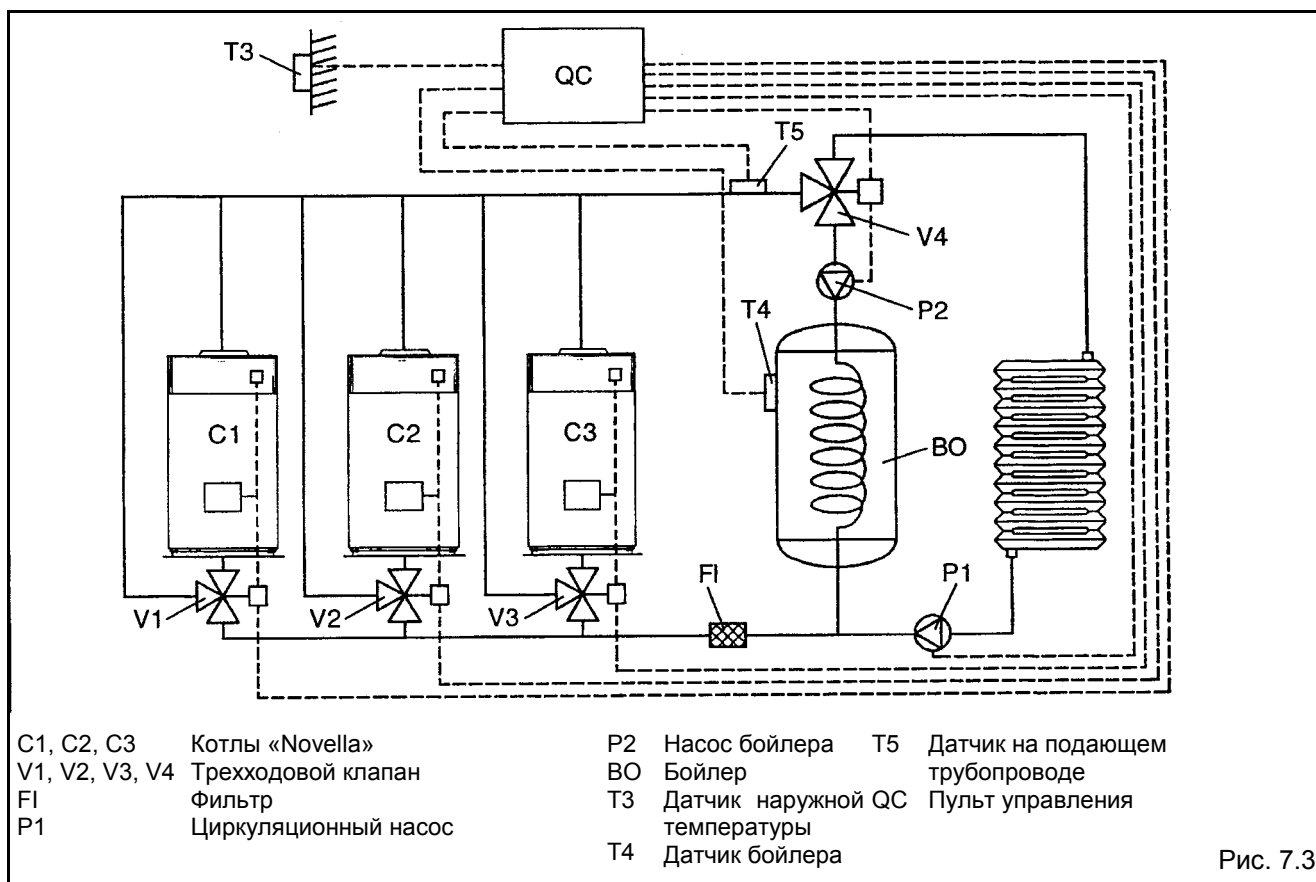 T3
QC
T5
V4
P2
T4
C1
C2
C3
BO
FI
P1
V1
V2
V3
C1, C2, C3 Котлы «Novella»
V1, V2, V3, V4 Трехходовой клапан
FI Фильтр
P1 Циркуляционный насос
P2 Насос бойлера
BO Бойлер
T3 Датчик наружной
температуры
T4 Датчик бойлера
T5 Датчик на подающем
трубопроводе
QC Пульт управления
Рис. 7.3